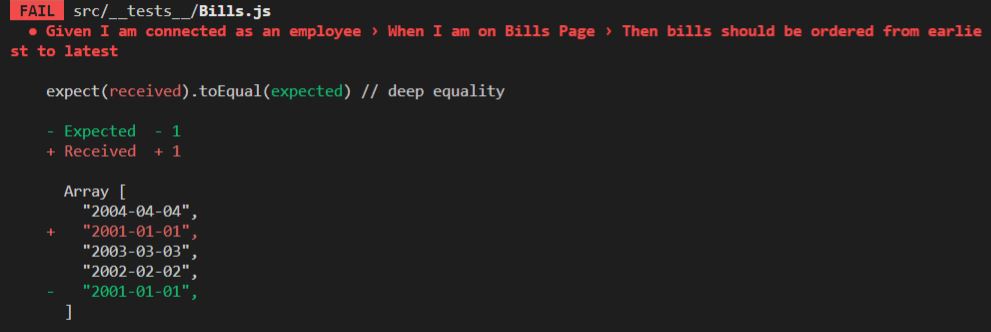 FAIL src/__tests__/Bills.js
● Given I am connected as an employee › When I am on Bills Page › Then bills should be ordered from earlie
st to latest
expect(received).toEqual(expected) // deep equality
- Expected - 1
+ Received + 1
Array [
"2004-04-04",
+ "2001-01-01",
"2003-03-03",
"2002-02-02",
- "2001-01-01",
]